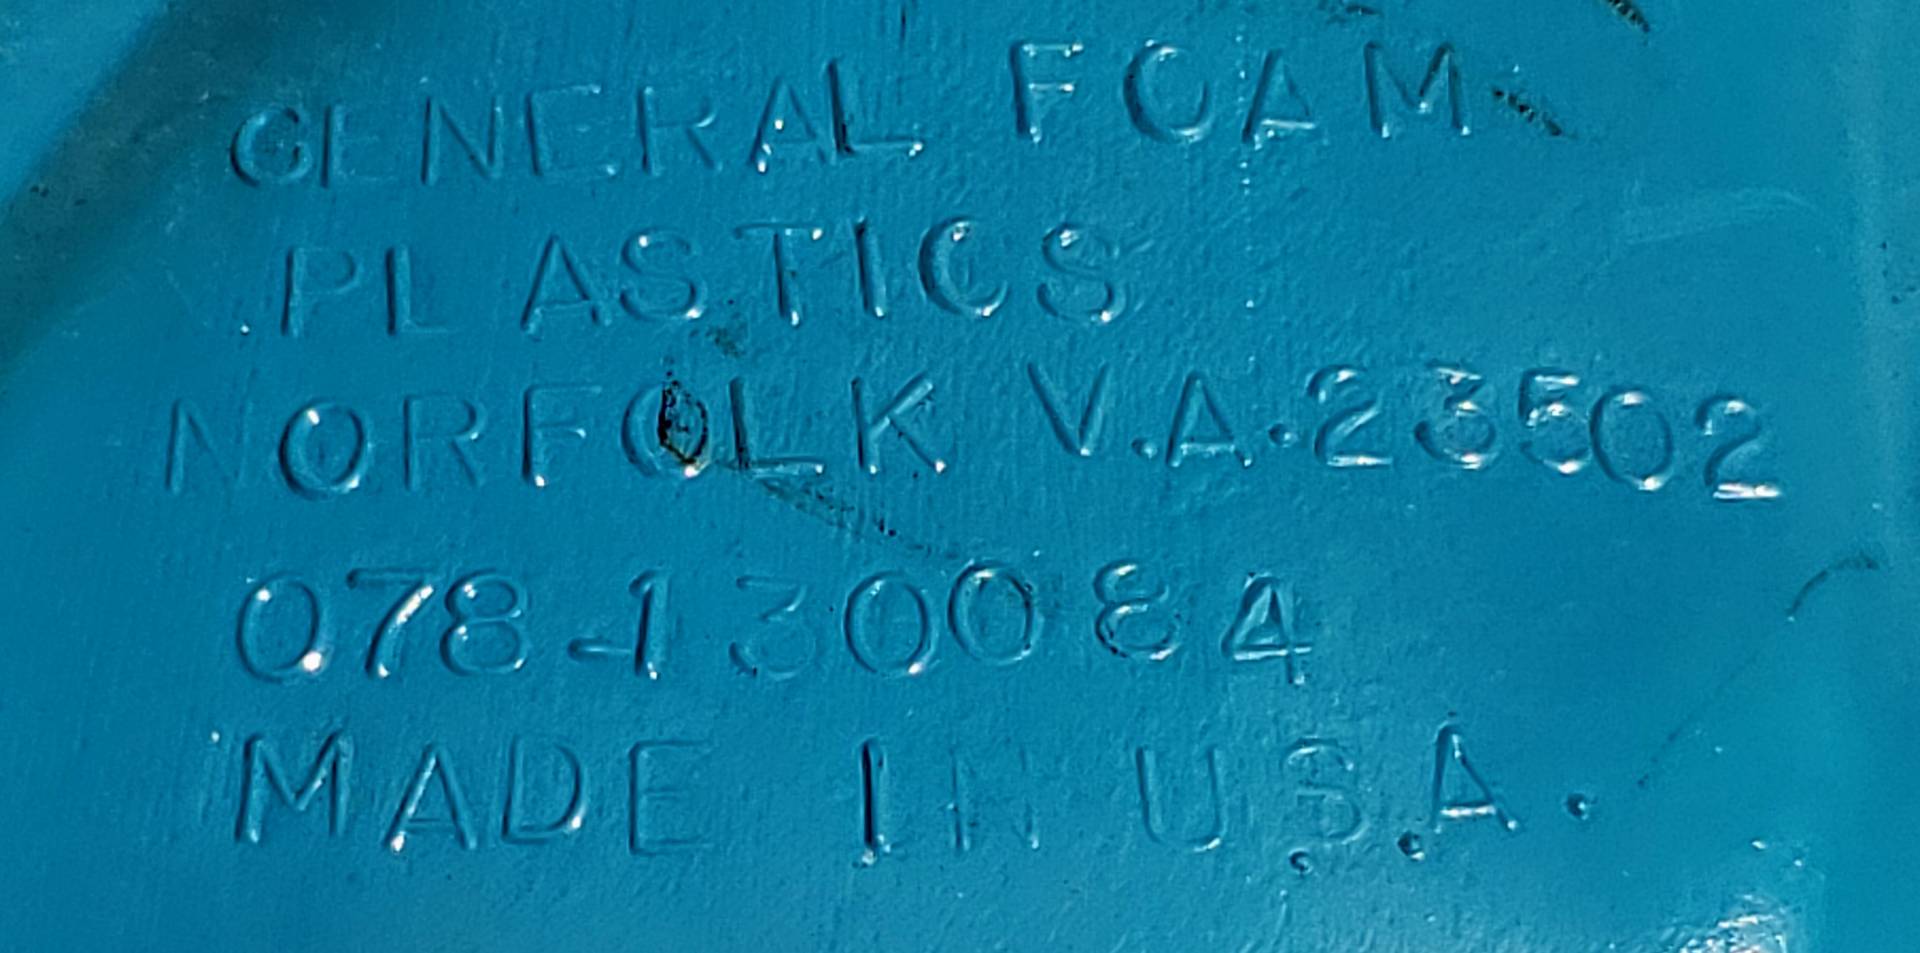 GENERAL FOAM
PLASTICS
NORFOLK V.A.23502
078-130084
MADE IN U.S.A.